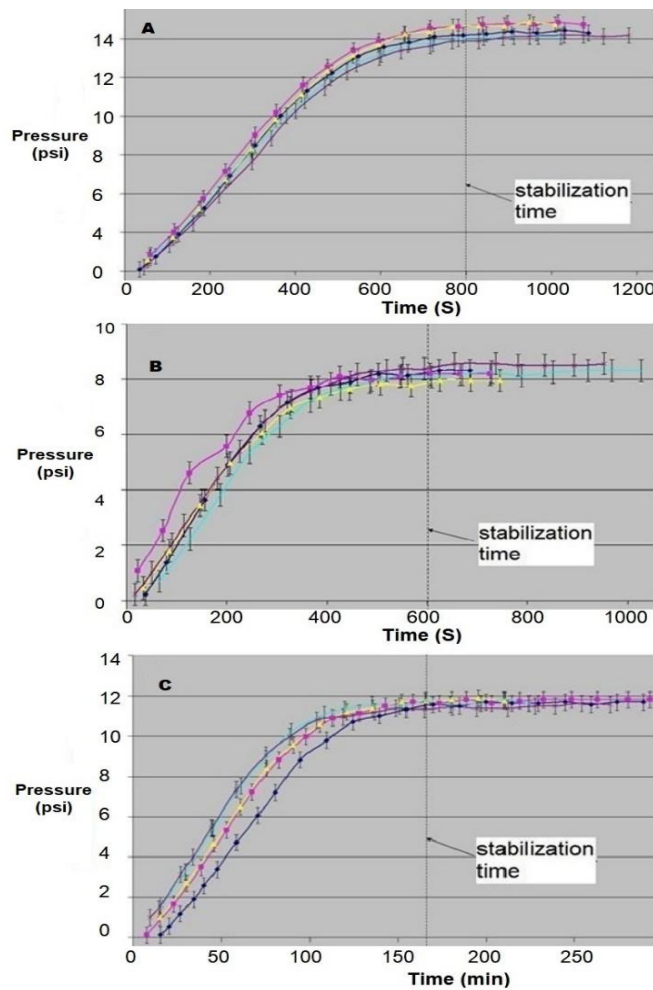 A
14
12
10
8
6
4
2
0
Pressure
(psi)
stabilization
time
0 200 400 600 800 1000 1200
Time (S)
B
10
8
6
4
2
0
Pressure
(psi)
stabilization
time
0 200 400 600 800 1000
Time (S)
C
14
12
10
8
6
4
2
0
Pressure
(psi)
stabilization
time
0 50 100 150 200 250
Time (min)